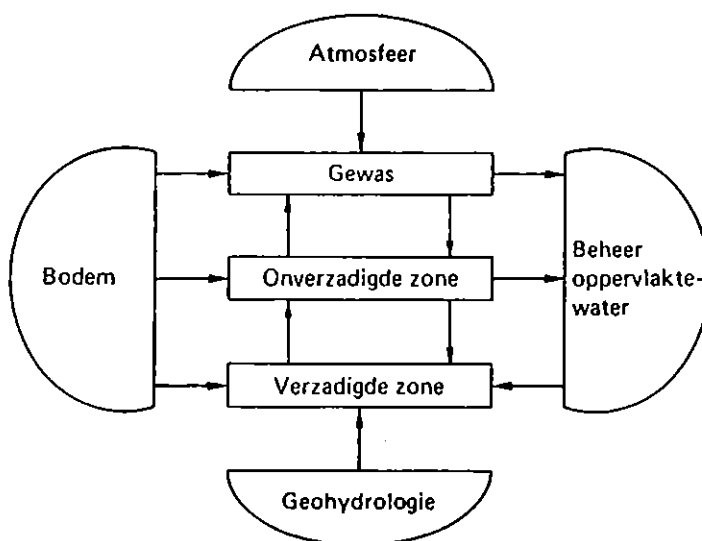 Atmosfeer
Gewas
Bodem
Onverzadigde zone
Beheer
oppervlakte-
water
Verzadigde zone
Geohydrologie